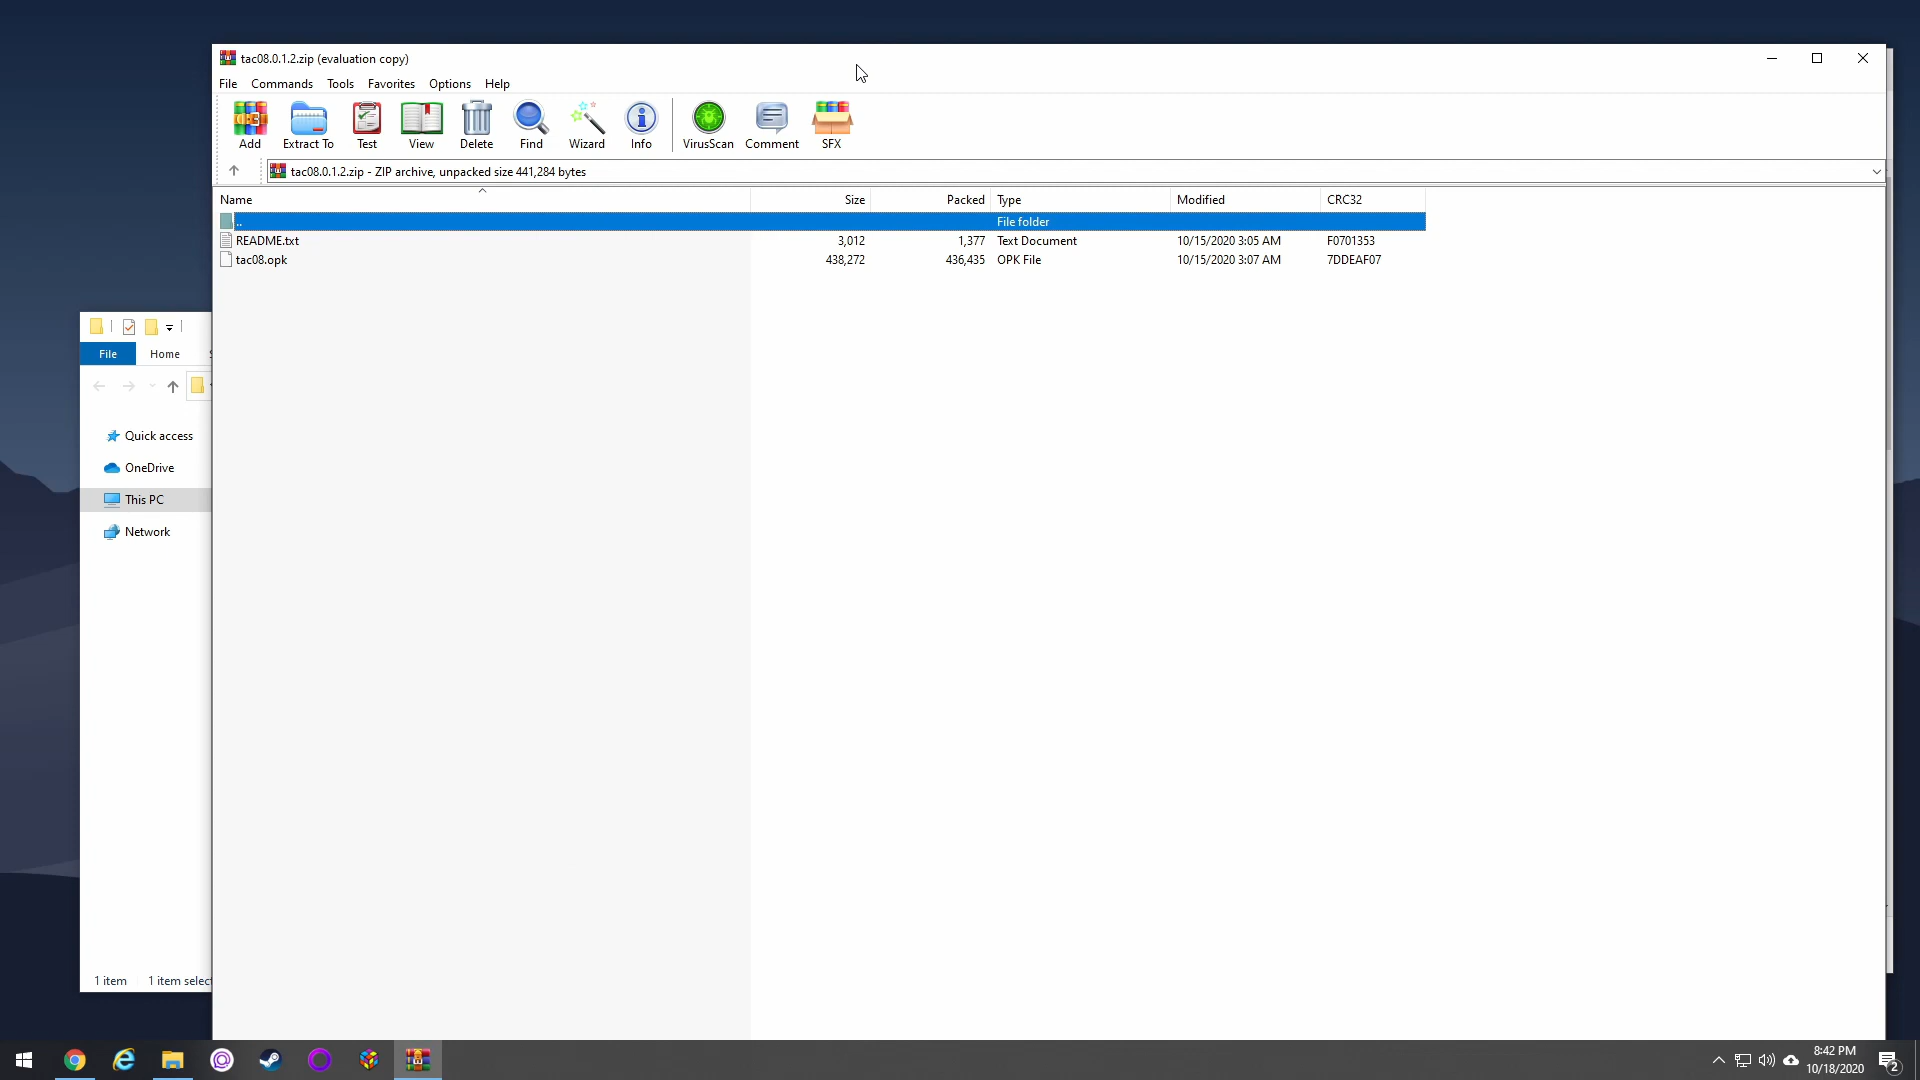 tac08.0.1.2.zip (evaluation copy)
File Commands Tools Favorites Options Help
Add Extract To Test View Delete Find Wizard Info VirusScan Comment SFX
tac08.0.1.2.zip - ZIP archive, unpacked size 441,284 bytes
Name Size Packed Type Modified CRC32
.. File folder
README.txt 3,012 1,377 Text Document 10/15/2020 3:05 AM F0701353
tac08.opk 438,272 436,435 OPK File 10/15/2020 3:07 AM 7DDEAF07
File Home
Quick access
OneDrive
This PC
Network
1 item 1 item select
8:42 PM
10/18/2020
2